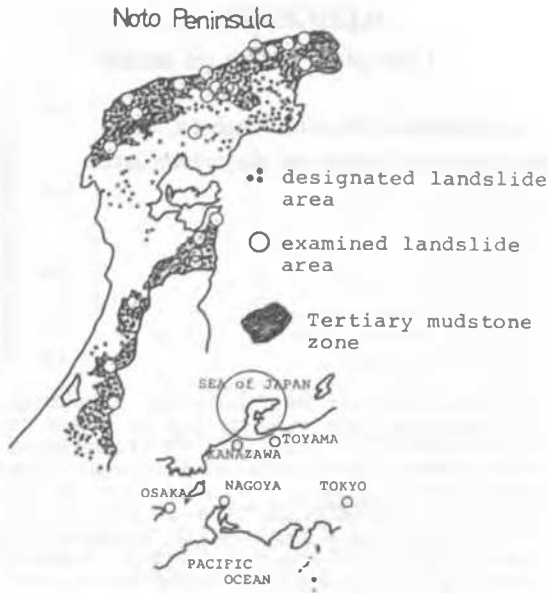 Noto Peninsula
designated landslide
area
examined landslide
area
Tertiary mudstone
zone
SEA of JAPAN
TOYAMA
KANAZAWA
OSAKA
NAGOYA
TOKYO
PACIFIC
OCEAN